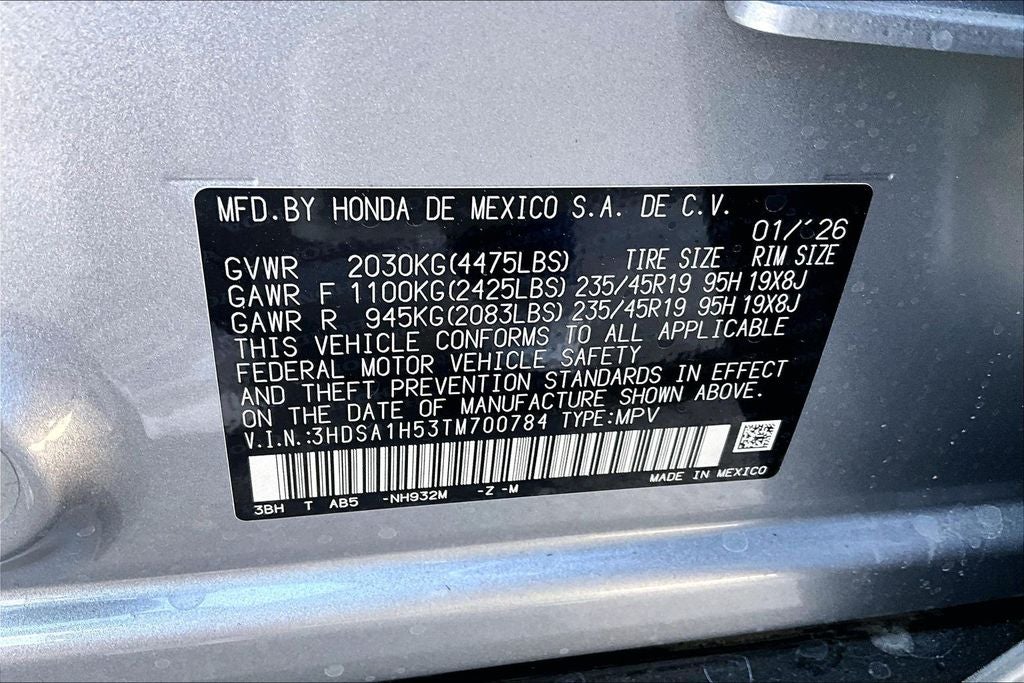 MFD.BY HONDA DE MEXICO S.A. DE C.V.
01/'26
GVWR 2030KG(4475LBS) TIRE SIZE RIM SIZE
GAWR F 1100KG(2425LBS) 235/45R19 95H 19X8J
GAWR R 945KG(2083LBS) 235/45R19 95H 19X8J
THIS VEHICLE CONFORMS TO ALL APPLICABLE
FEDERAL MOTOR VEHICLE SAFETY
AND THEFT PREVENTION STANDARDS IN EFFECT
ON THE DATE OF MANUFACTURE SHOWN ABOVE.
V.I.N.:3HDSA1H53TM700784 TYPE:MPV
MADE IN MEXICO
3BH T AB5 -NH932M -Z -M